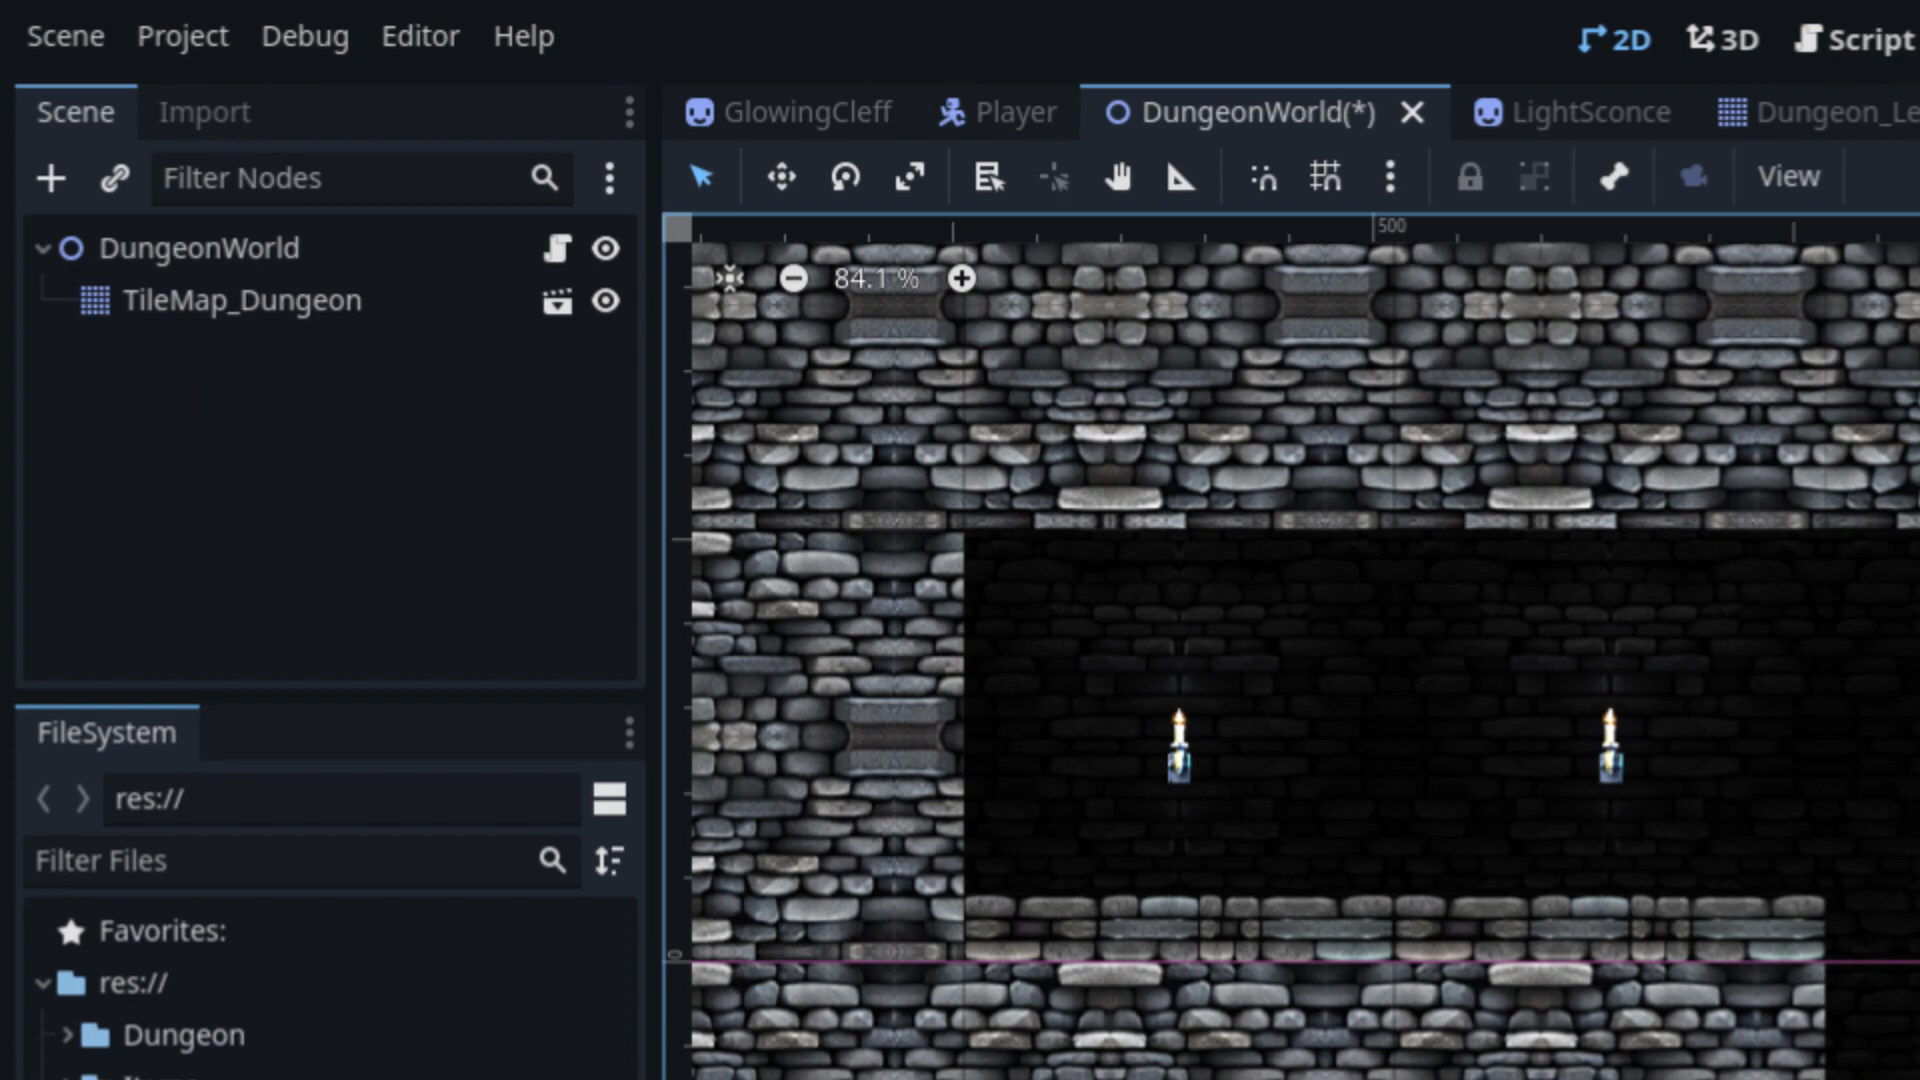 Scene Project Debug Editor Help 2D 3D Script
Scene Import GlowingCleff Player DungeonWorld(*) LightSconce Dungeon_Le
Filter Nodes View
500
DungeonWorld 84.1 %
TileMap_Dungeon
FileSystem
res://
Filter Files
Favorites:
0
res://
Dungeon